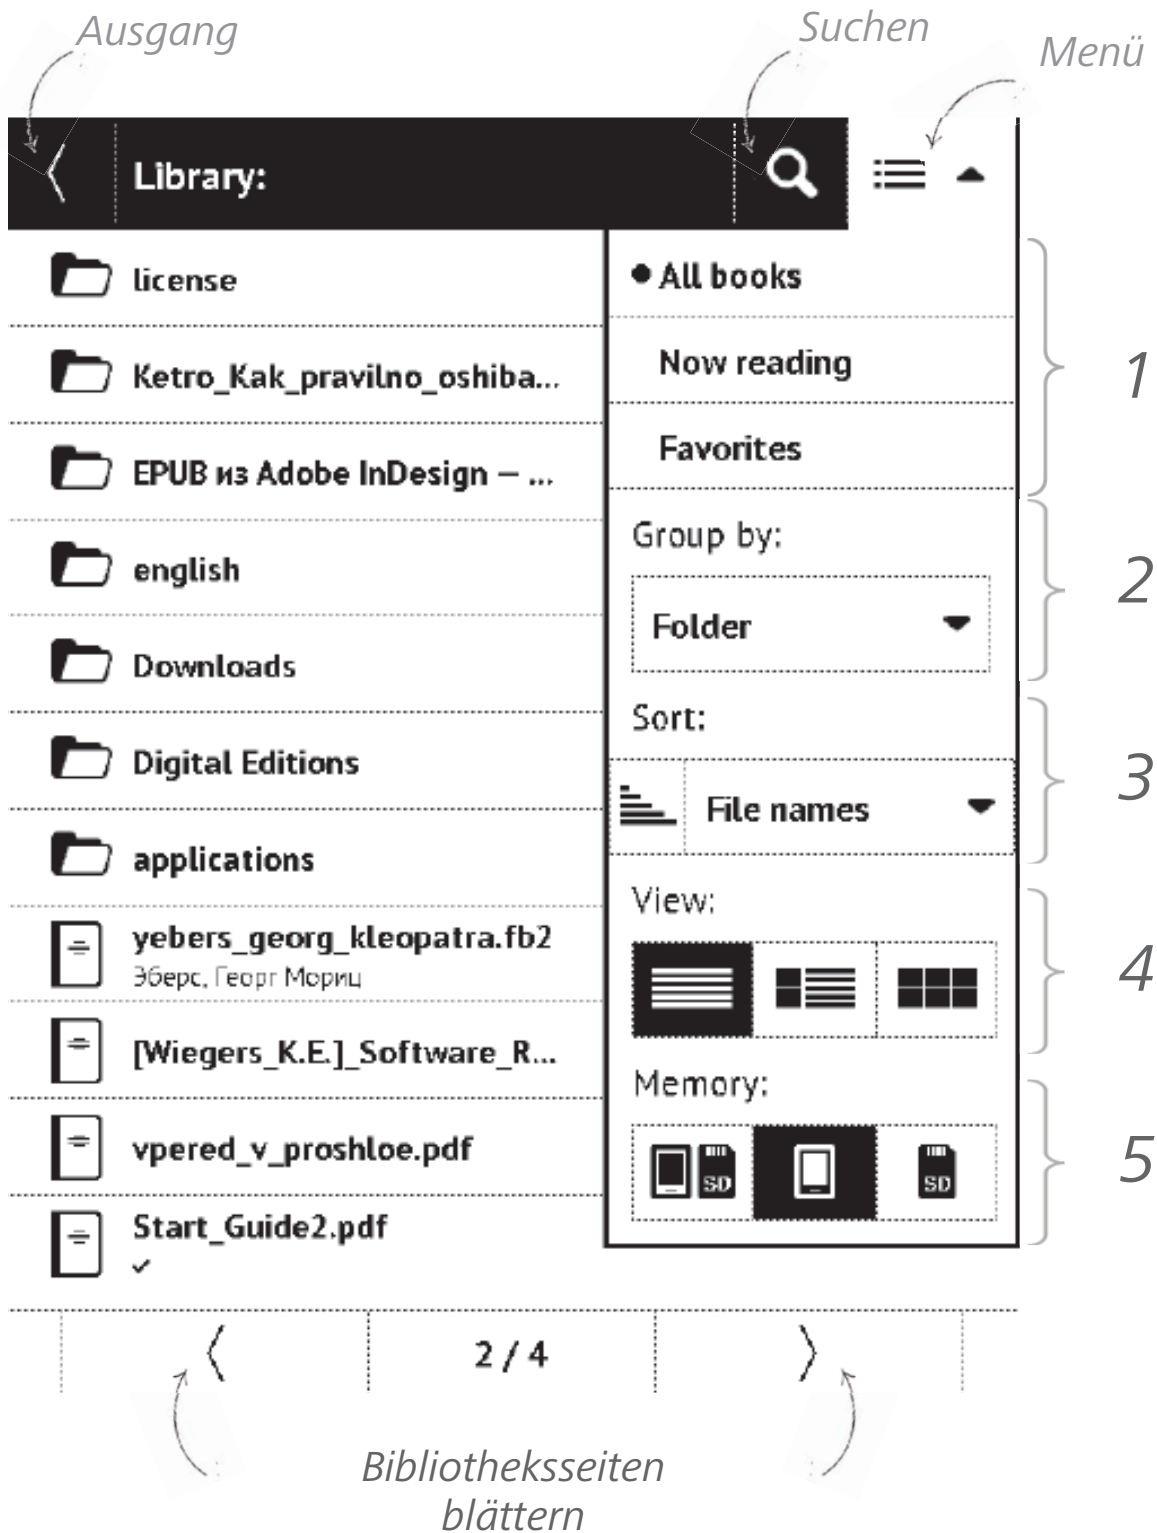 Ausgang
Suchen
Menü
Library:
license
Ketro_Kak_pravilno_oshiba...
EPUB из Adobe InDesign — ...
english
Downloads
Digital Editions
applications
yebers_georg_kleopatra.fb2
Эберс, Георг Мориц
[Wiegers_K.E.]_Software_R...
vpered_v_proshloe.pdf
Start_Guide2.pdf
All books
Now reading
Favorites
Group by:
Folder
Sort:
File names
View:
Memory:
SD
SD
1
2
3
4
5
2 / 4
Bibliotheksseiten
blättern